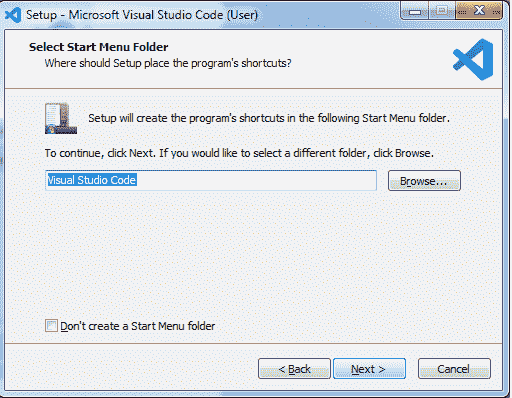 Setup - Microsoft Visual Studio Code (User)
Select Start Menu Folder
Where should Setup place the program's shortcuts?
Setup will create the program's shortcuts in the following Start Menu folder.
To continue, click Next. If you would like to select a different folder, click Browse.
Visual Studio Code
Browse...
Don't create a Start Menu folder
< Back
Next >
Cancel